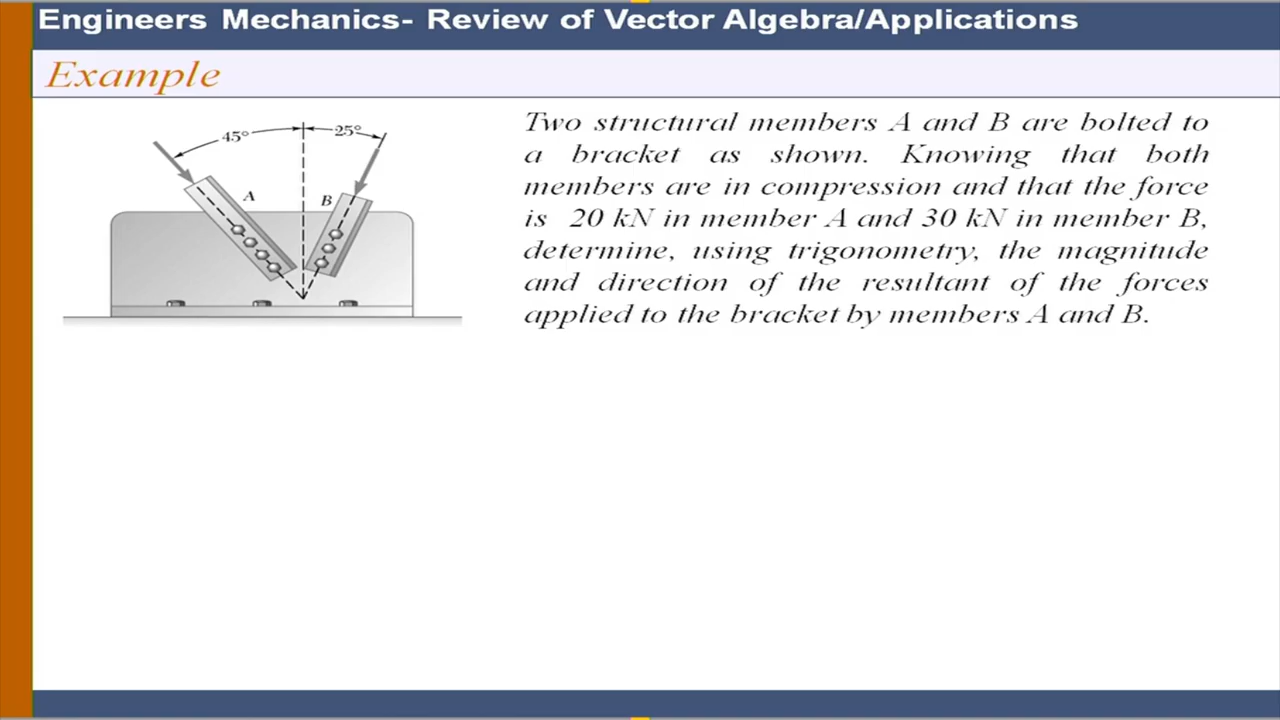 Engineers Mechanics- Review of Vector Algebra/Applications
Example
45°
25°
A
B
Two structural members A and B are bolted to
a bracket as shown. Knowing that both
members are in compression and that the force
is 20 kN in member A and 30 kN in member B,
determine, using trigonometry, the magnitude
and direction of the resultant of the forces
applied to the bracket by members A and B.